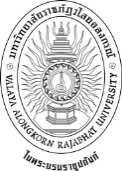 มหาวิทยาลัยราชภัฏวไลยอลงกรณ์
VALAYA ALONGKORN RAJABHAT UNIVERSITY
ในพระบรมราชูปถัมภ์